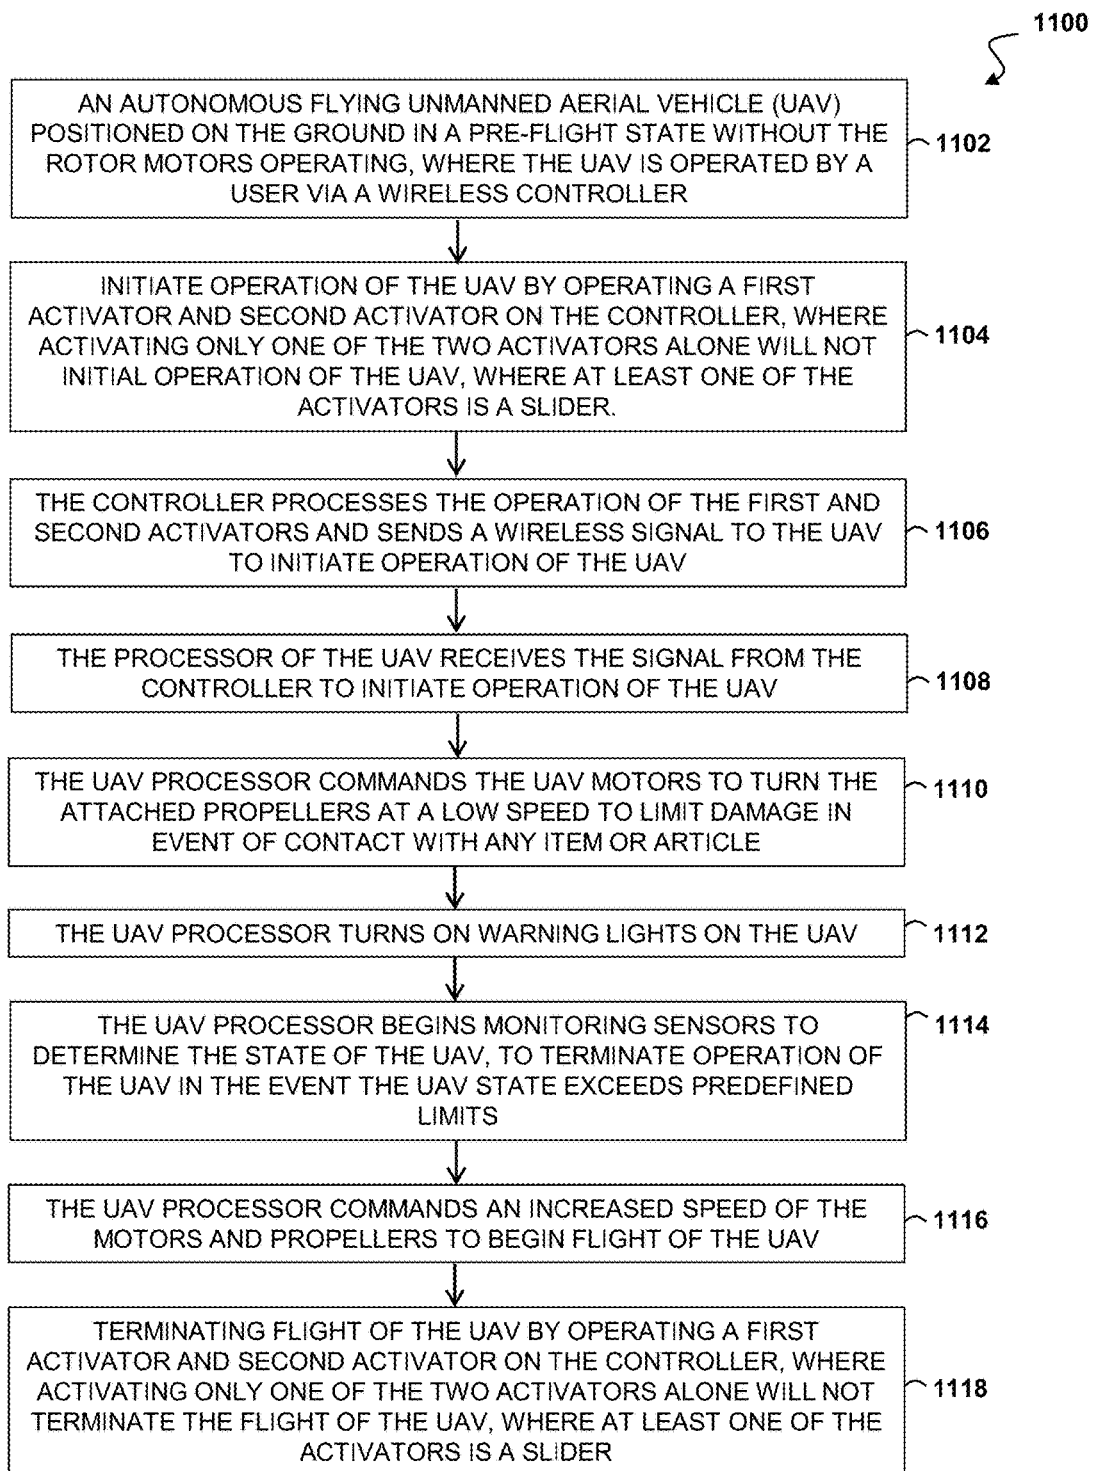 1100
AN AUTONOMOUS FLYING UNMANNED AERIAL VEHICLE (UAV)
POSITIONED ON THE GROUND IN A PRE-FLIGHT STATE WITHOUT THE
ROTOR MOTORS OPERATING, WHERE THE UAV IS OPERATED BY A
USER VIA A WIRELESS CONTROLLER
1102
INITIATE OPERATION OF THE UAV BY OPERATING A FIRST
ACTIVATOR AND SECOND ACTIVATOR ON THE CONTROLLER, WHERE
ACTIVATING ONLY ONE OF THE TWO ACTIVATORS ALONE WILL NOT
INITIAL OPERATION OF THE UAV, WHERE AT LEAST ONE OF THE
ACTIVATORS IS A SLIDER.
1104
THE CONTROLLER PROCESSES THE OPERATION OF THE FIRST AND
SECOND ACTIVATORS AND SENDS A WIRELESS SIGNAL TO THE UAV
TO INITIATE OPERATION OF THE UAV
1106
THE PROCESSOR OF THE UAV RECEIVES THE SIGNAL FROM THE
CONTROLLER TO INITIATE OPERATION OF THE UAV
1108
THE UAV PROCESSOR COMMANDS THE UAV MOTORS TO TURN THE
ATTACHED PROPELLERS AT A LOW SPEED TO LIMIT DAMAGE IN
EVENT OF CONTACT WITH ANY ITEM OR ARTICLE
1110
THE UAV PROCESSOR TURNS ON WARNING LIGHTS ON THE UAV
1112
THE UAV PROCESSOR BEGINS MONITORING SENSORS TO
DETERMINE THE STATE OF THE UAV, TO TERMINATE OPERATION OF
THE UAV IN THE EVENT THE UAV STATE EXCEEDS PREDEFINED
LIMITS
1114
THE UAV PROCESSOR COMMANDS AN INCREASED SPEED OF THE
MOTORS AND PROPELLERS TO BEGIN FLIGHT OF THE UAV
1116
TERMINATING FLIGHT OF THE UAV BY OPERATING A FIRST
ACTIVATOR AND SECOND ACTIVATOR ON THE CONTROLLER, WHERE
ACTIVATING ONLY ONE OF THE TWO ACTIVATORS ALONE WILL NOT
TERMINATE THE FLIGHT OF THE UAV, WHERE AT LEAST ONE OF THE
ACTIVATORS IS A SLIDER
1118